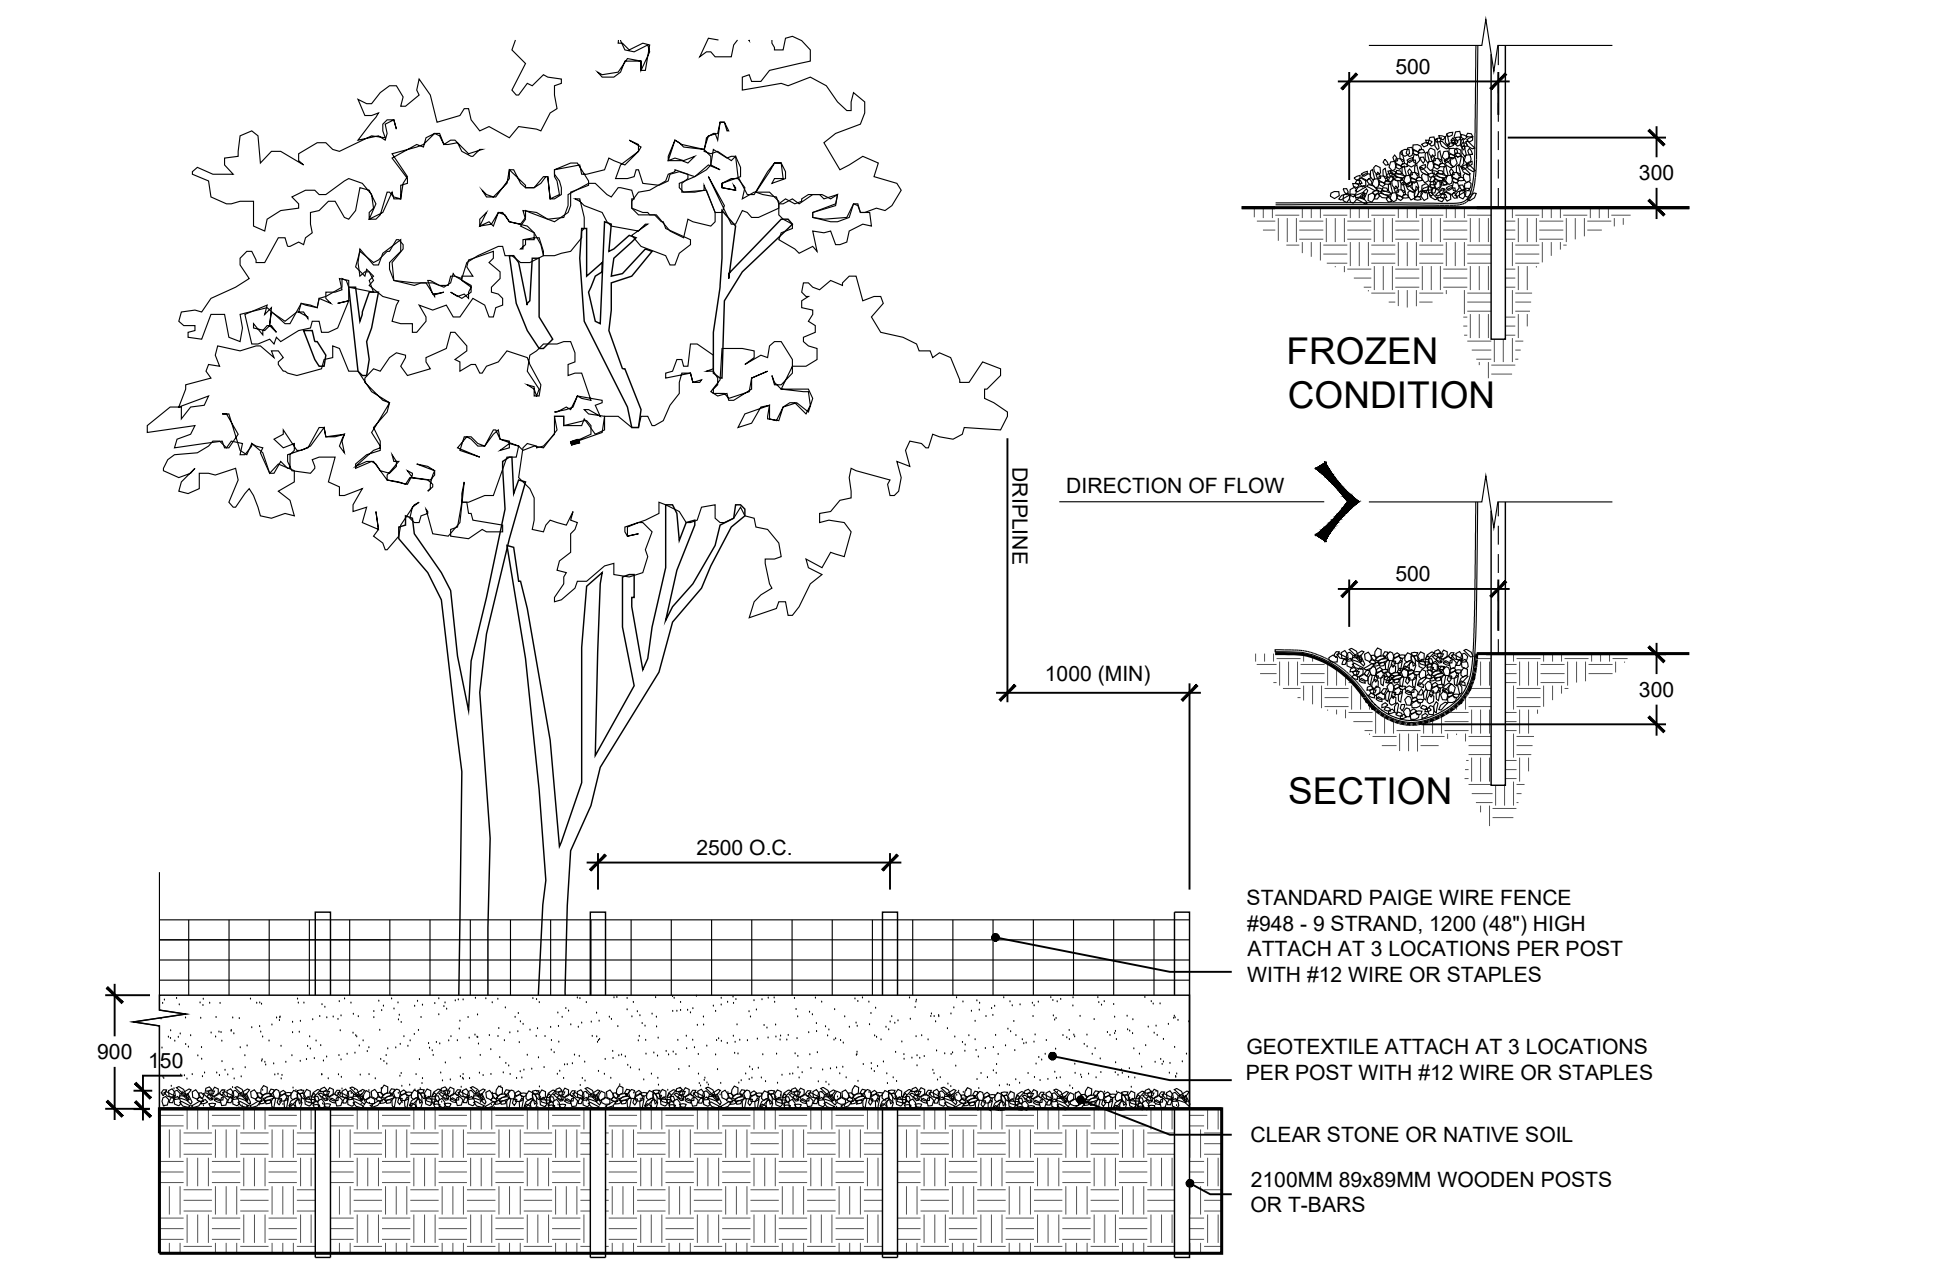 500
300
FROZEN
CONDITION
DRIPLINE
DIRECTION OF FLOW
500
1000 (MIN)
300
SECTION
2500 O.C.
STANDARD PAIGE WIRE FENCE
#948 - 9 STRAND, 1200 (48") HIGH
ATTACH AT 3 LOCATIONS PER POST
WITH #12 WIRE OR STAPLES
900
150
GEOTEXTILE ATTACH AT 3 LOCATIONS
PER POST WITH #12 WIRE OR STAPLES
CLEAR STONE OR NATIVE SOIL
2100MM 89x89MM WOODEN POSTS
OR T-BARS